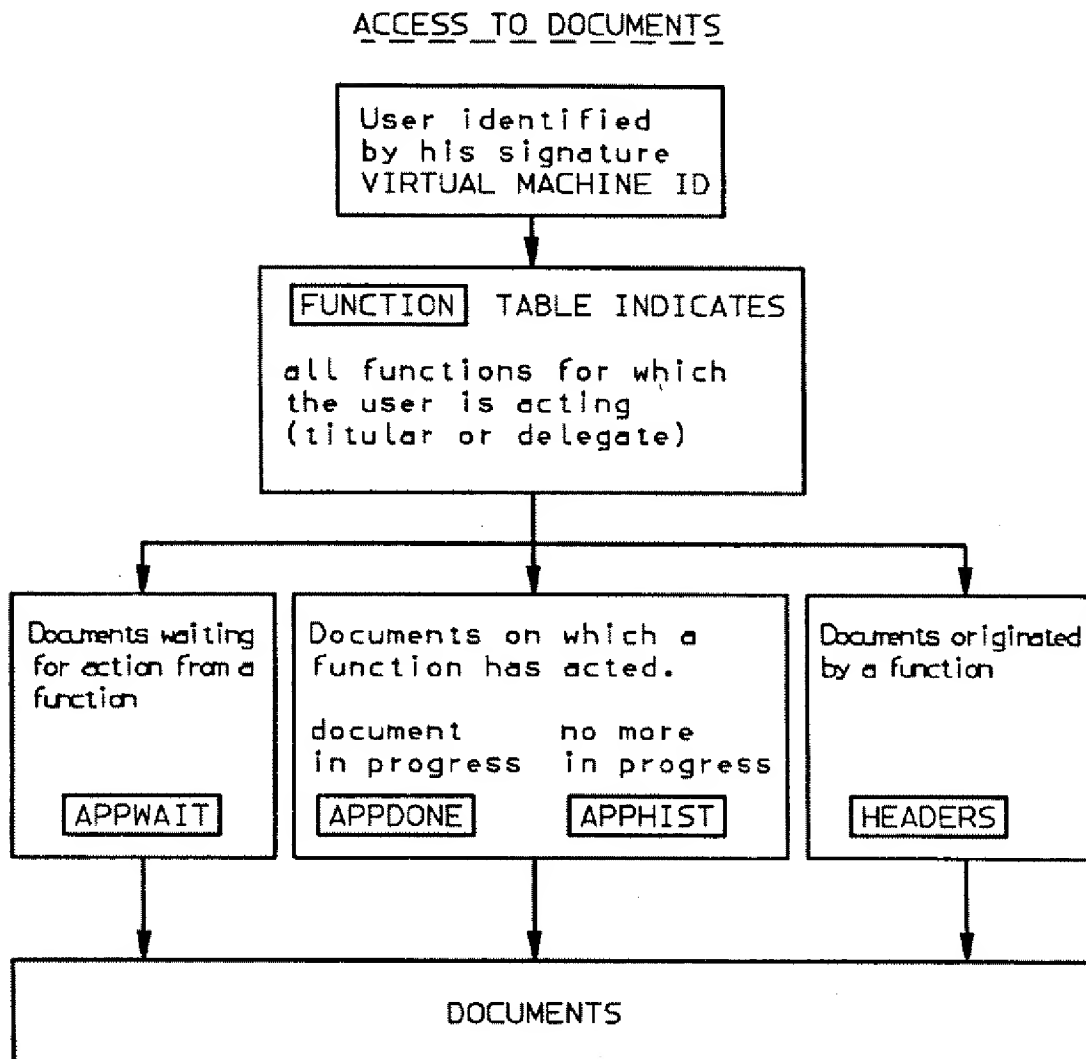 ACCESS TO DOCUMENTS
User identified
by his signature
VIRTUAL MACHINE ID
FUNCTION TABLE INDICATES
all functions for which
the user is acting
(titular or delegate)
Documents waiting
for action from a
function
APPWAIT
Documents on which a
function has acted.
document
in progress
APPDONE
no more
in progress
APPHIST
Documents originated
by a function
HEADERS
DOCUMENTS